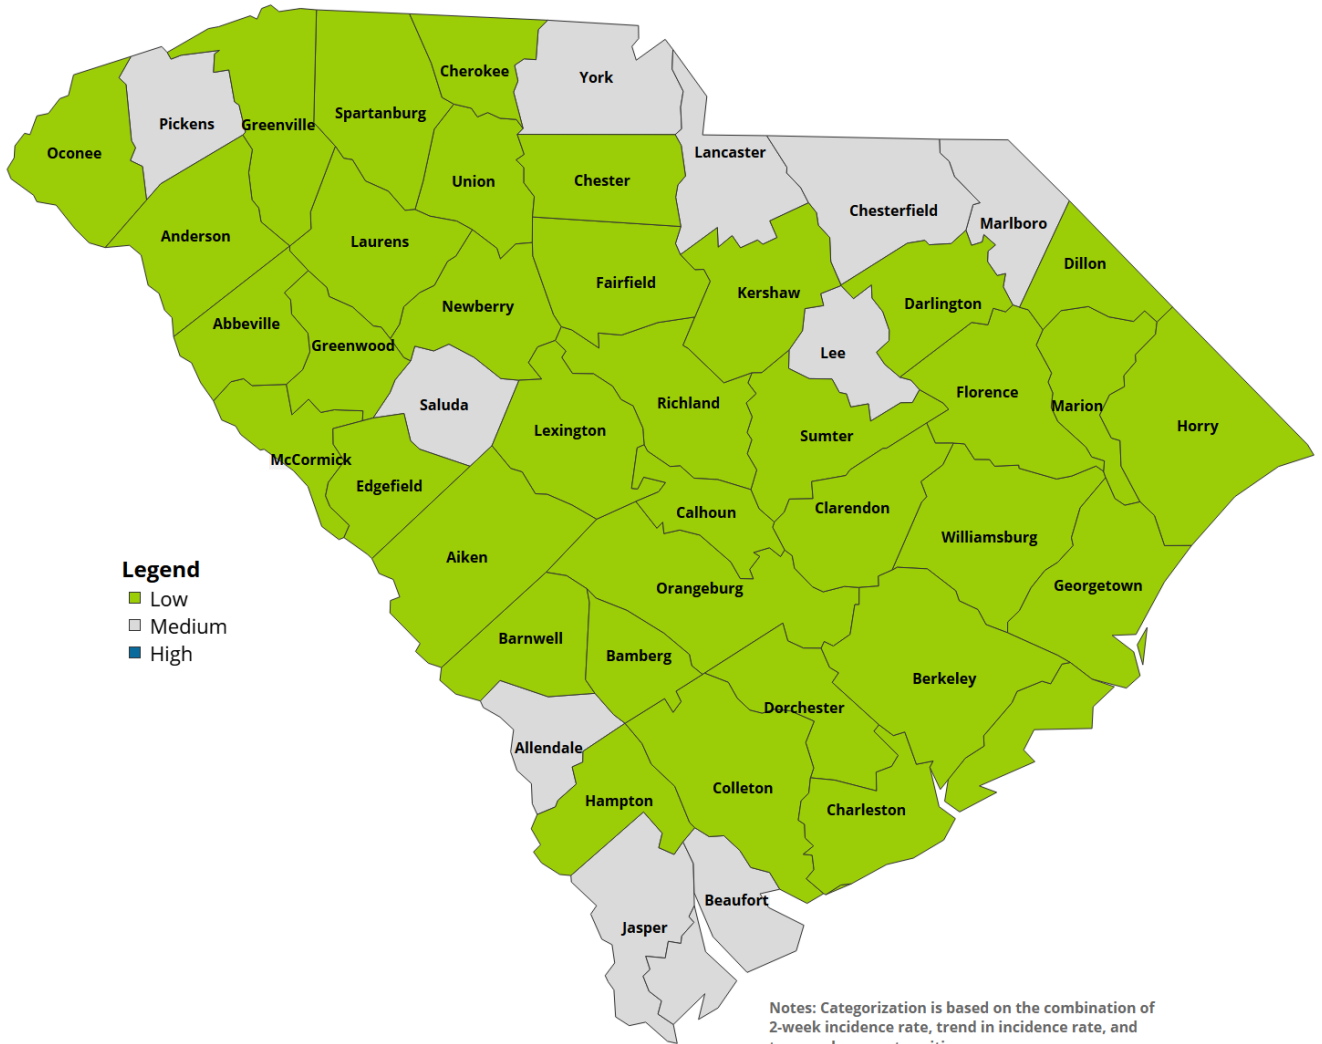 Cherokee
York
Pickens
Spartanburg
Greenville
Oconee
Lancaster
Union
Chester
Chesterfield
Marlboro
Anderson
Laurens
Dillon
Fairfield
Kershaw
Darlington
Newberry
Abbeville
Greenwood
Lee
Florence
Saluda
Richland
Marion
Horry
Lexington
Sumter
McCormick
Edgefield
Calhoun
Clarendon
Williamsburg
Aiken
Georgetown
Orangeburg
Legend
Low
Medium
High
Barnwell
Bamberg
Berkeley
Dorchester
Allendale
Colleton
Hampton
Charleston
Beaufort
Jasper
Notes: Categorization is based on the combination of
2-week incidence rate, trend in incidence rate, and